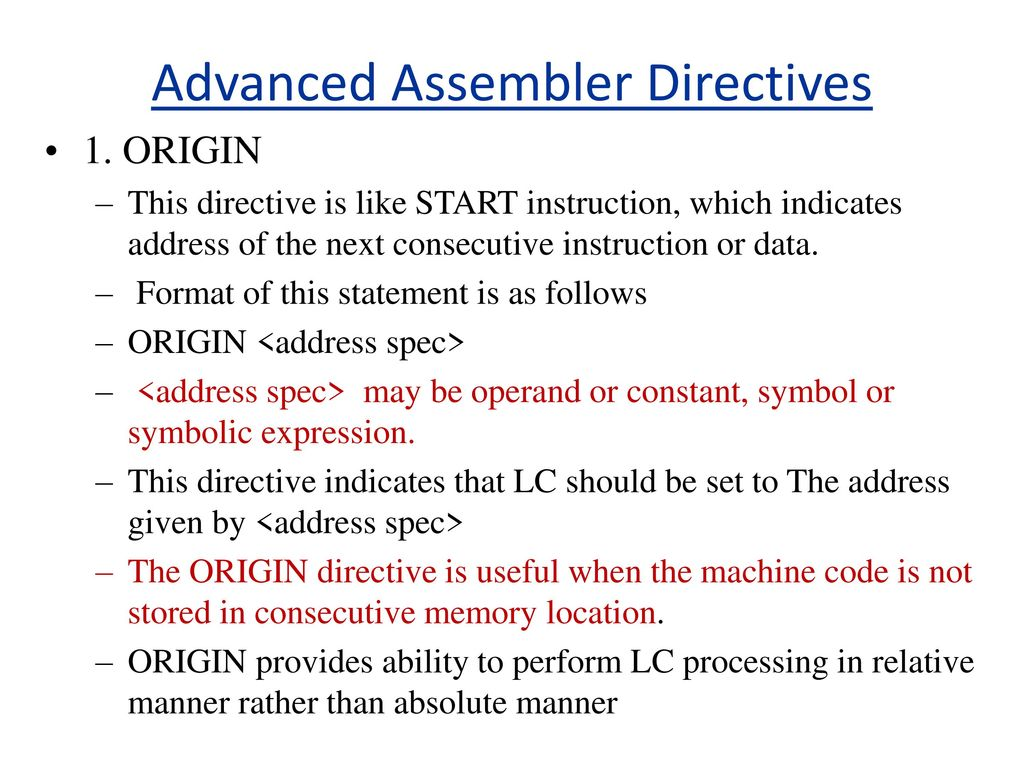 Advanced Assembler Directives
• 1. ORIGIN
– This directive is like START instruction, which indicates
address of the next consecutive instruction or data.
– Format of this statement is as follows
– ORIGIN <address spec>
– <address spec> may be operand or constant, symbol or
symbolic expression.
– This directive indicates that LC should be set to The address
given by <address spec>
– The ORIGIN directive is useful when the machine code is not
stored in consecutive memory location.
– ORIGIN provides ability to perform LC processing in relative
manner rather than absolute manner